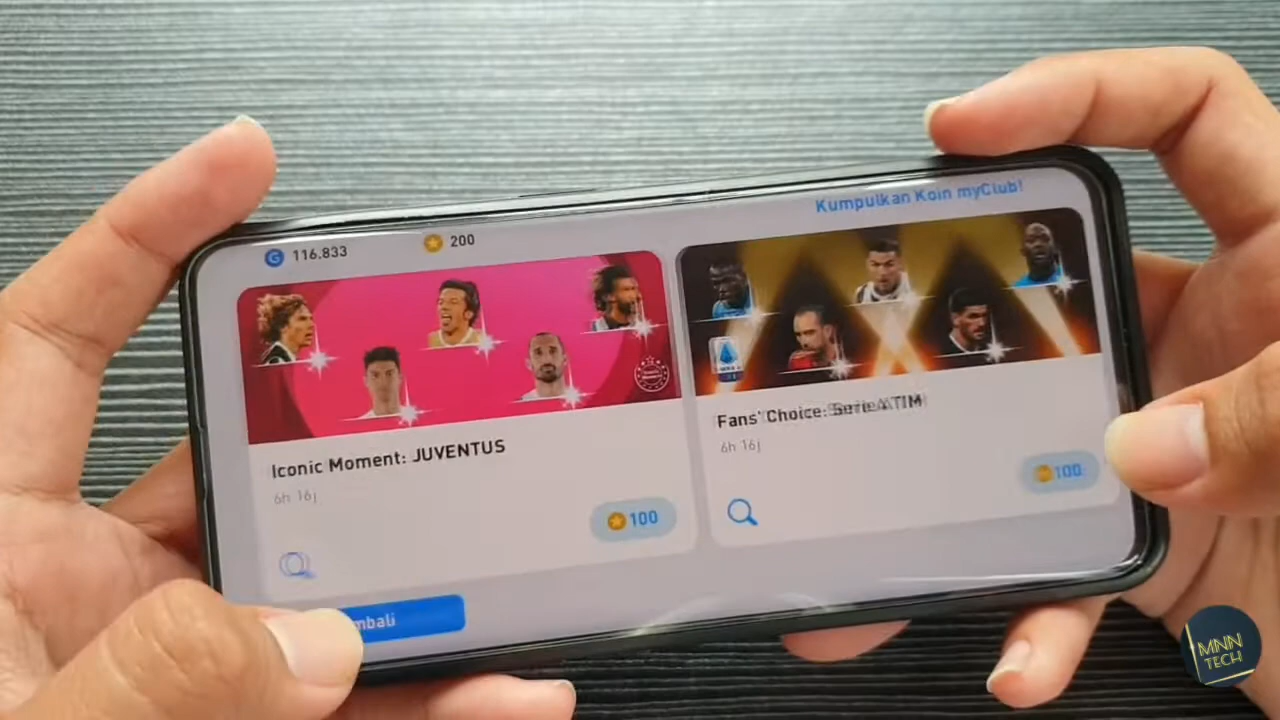 Kumpulkan Koin myClub!
G 116.833
200
Iconic Moment: JUVENTUS
6h 16j
100
Fans' Choice: Serie A TIM
6h 16j
100
mbali
MNN
TECH